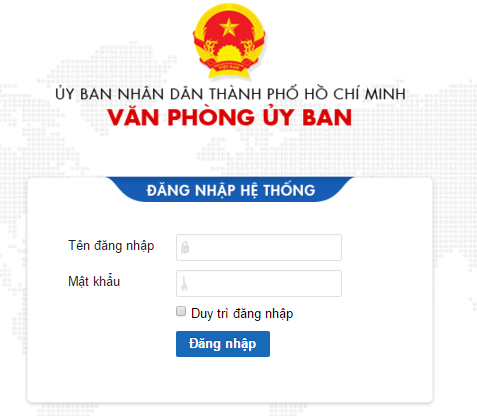 ỦY BAN NHÂN DÂN THÀNH PHỐ HỒ CHÍ MINH
VĂN PHÒNG ỦY BAN
ĐĂNG NHẬP HỆ THỐNG
Tên đăng nhập
Mật khẩu
Duy trì đăng nhập
Đăng nhập